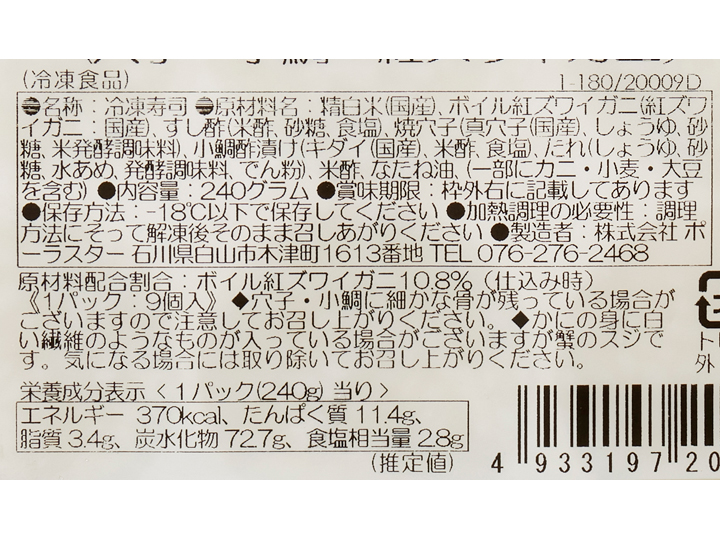 (冷凍食品)
1-180/20009D
●名称:冷凍寿司 ●原材料名:精白米(国産)、ボイル紅ズワイガニ(紅ズワ
イガニ:国産)、すし酢(米酢、砂糖、食塩)、焼穴子(真穴子(国産)、しょうゆ、砂
糖、米発酵調味料)、小鯛酢漬け(キダイ(国産)、米酢、食塩)、たれ(しょうゆ、砂
糖、水あめ、発酵調味料、でん粉)、米酢、なたね油、(一部にカニ・小麦・大豆
を含む) ●内容量:240グラム ●賞味期限:枠外右に記載してあります
●保存方法:-18℃以下で保存してください ●加熱調理の必要性:調理
方法にそって解凍後そのまま召しあがりください ●製造者:株式会社 ポ
ーラスター 石川県白山市木津町1613番地 TEL 076-276-2468
原材料配合割合:ボイル紅ズワイガニ10.8% (仕込み時)
《1パック:9個入》 ◆穴子・小鯛に細かな骨が残っている場合が
ございますので注意してお召し上がりください。◆かにの身に白
い繊維のようなものが入っている場合がございますが蟹のスジで
す。気になる場合には取り除いてお召し上がりください。
栄養成分表示 < 1パック(240g) 当り >
エネルギー 370kcal、たんぱく質 11.4g、
脂質 3.4g、炭水化物 72.7g、食塩相当量 2.8g
(推定値)
ト
外
4 933197 20